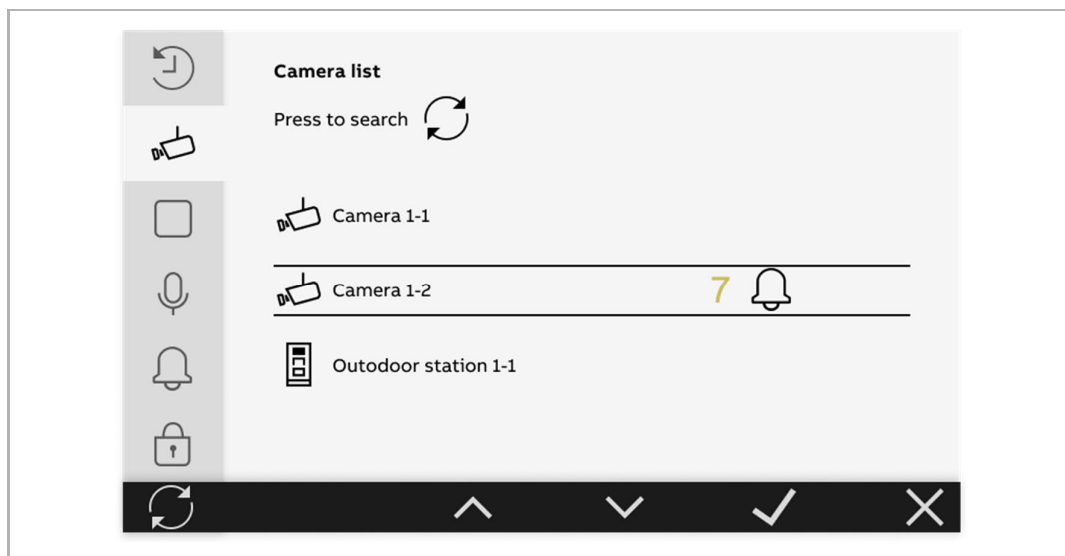 Camera list
Press to search
Camera 1-1
Camera 1-2 7
Outodoor station 1-1